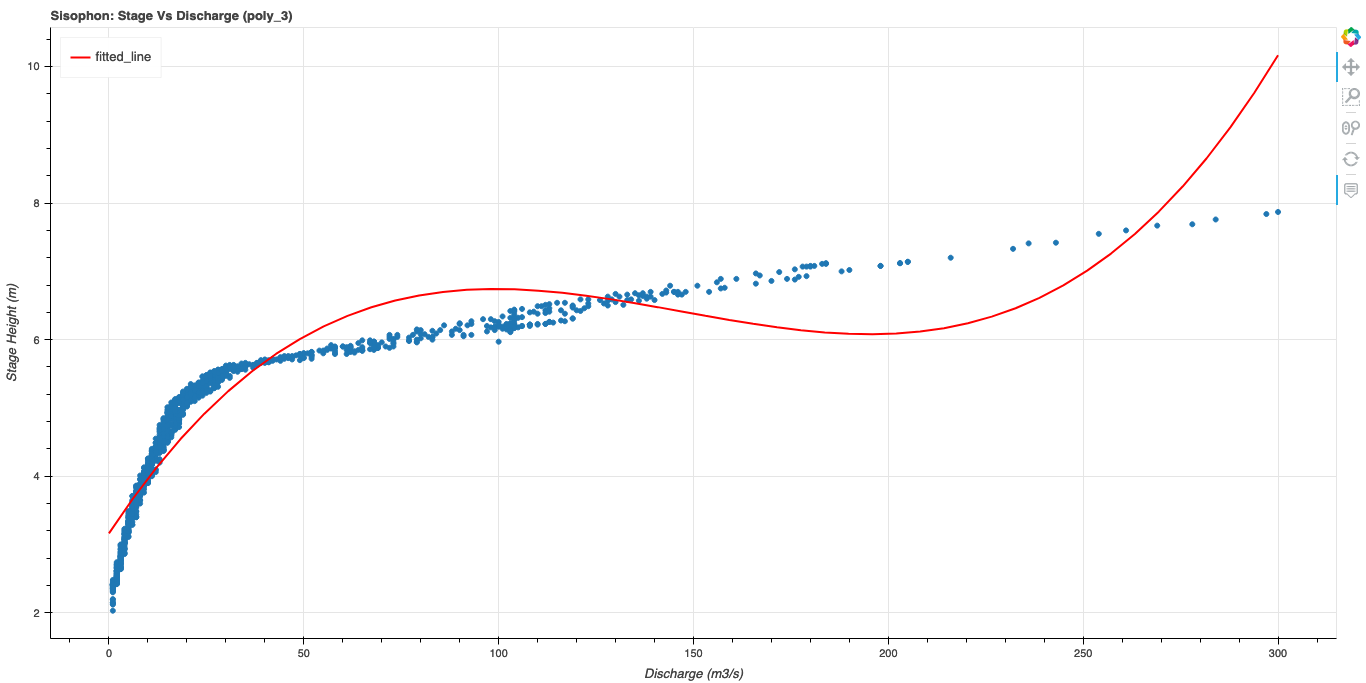 Sisophon: Stage Vs Discharge (poly_3)
fitted_line
10
8
6
4
2
Stage Height (m)
0 50 100 150 200 250 300
Discharge (m3/s)